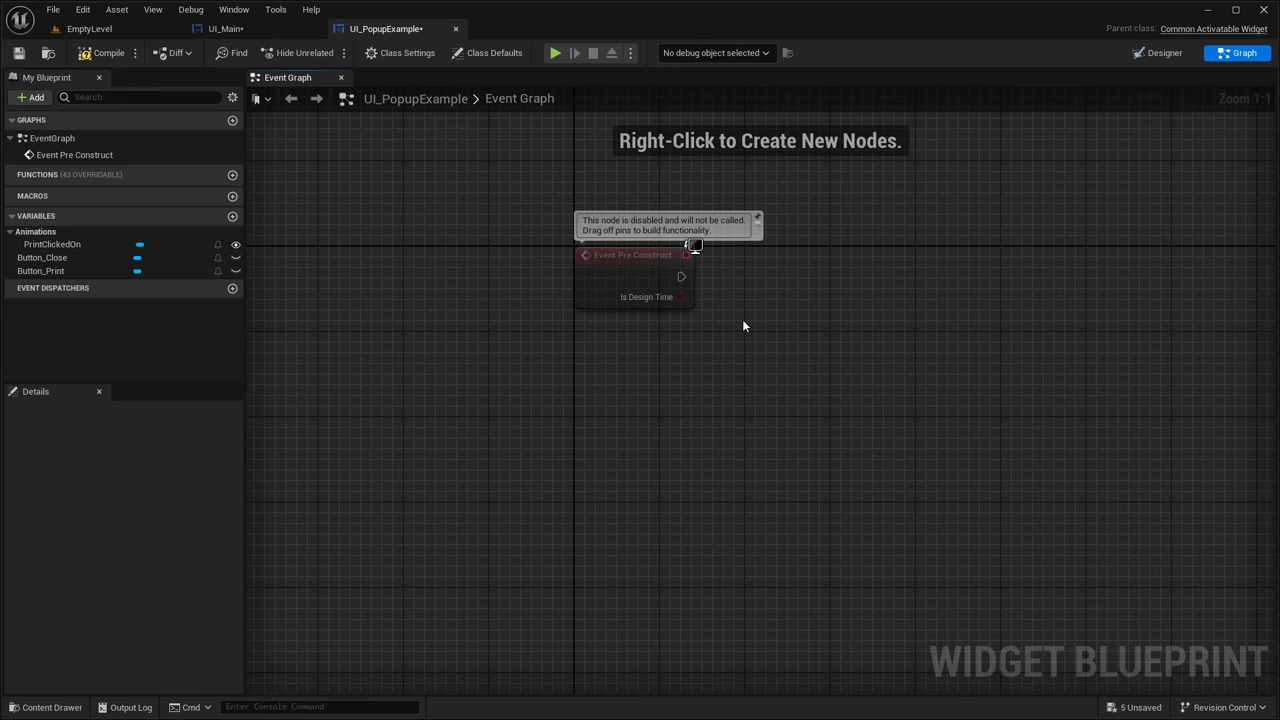 File Edit Asset View Debug Window Tools Help
EmptyLevel UI_Main* UI_PopupExample* Parent class: Common Activatable Widget
Compile Diff Find Hide Unrelated Class Settings Class Defaults No debug object selected Designer Graph
My Blueprint Event Graph
Add Search UI_PopupExample Event Graph Zoom 1:1
GRAPHS
EventGraph
Event Pre Construct
FUNCTIONS (43 OVERRIDABLE)
MACROS
VARIABLES
Animations
PrintClickedOn
Button_Close
Button_Print
EVENT DISPATCHERS
Details
Right-Click to Create New Nodes.
This node is disabled and will not be called.
Drag off pins to build functionality.
Event Pre Construct
Is Design Time
WIDGET BLUEPRINT
Content Drawer Output Log Cmd Enter Console Command 5 Unsaved Revision Control